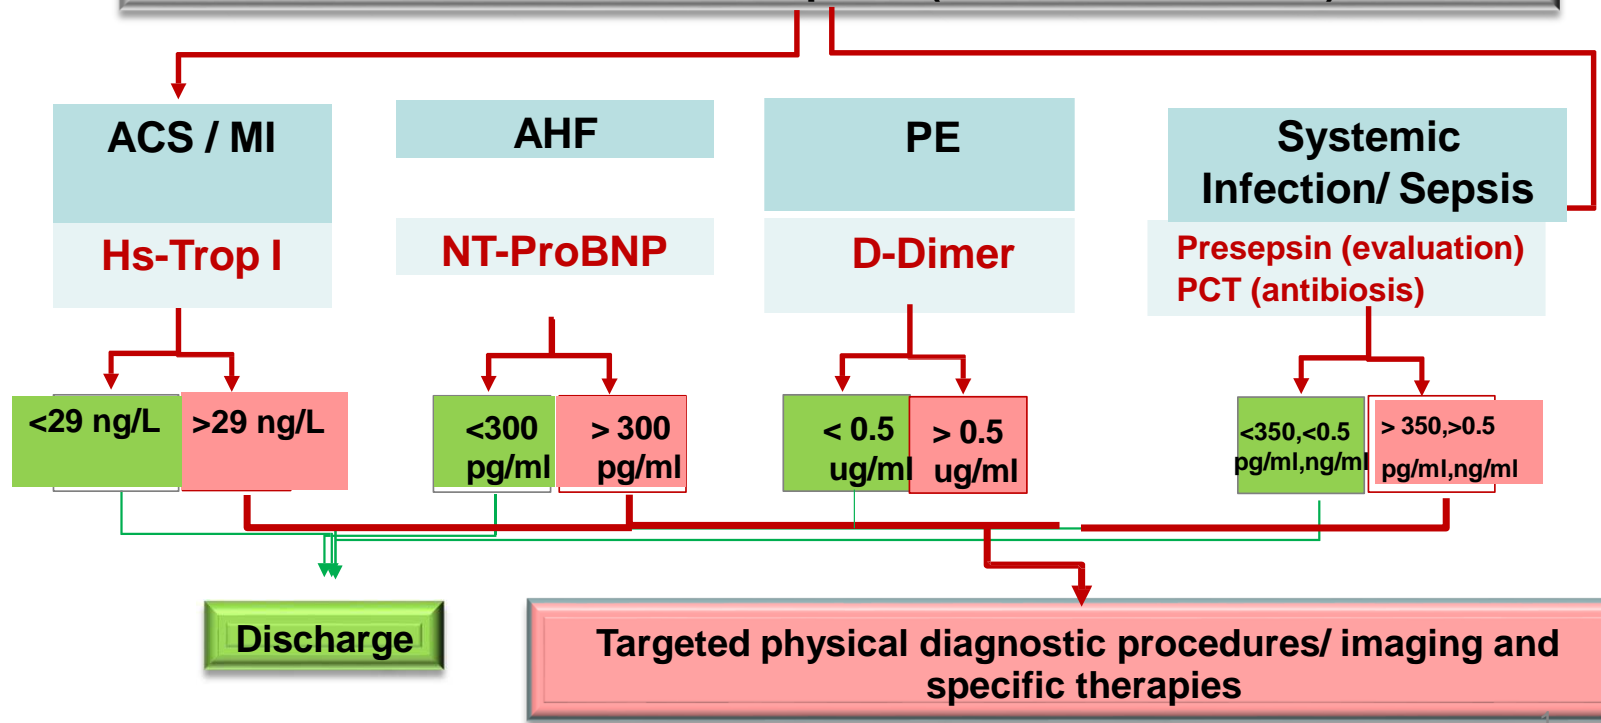 ACS / MI
Hs-Trop I
<29 ng/L
>29 ng/L
AHF
NT-ProBNP
<300
pg/ml
> 300
pg/ml
PE
D-Dimer
< 0.5
ug/ml
> 0.5
ug/ml
Systemic
Infection/ Sepsis
Presepsin (evaluation)
PCT (antibiosis)
<350,<0.5
pg/ml,ng/ml
> 350,>0.5
pg/ml,ng/ml
Discharge
Targeted physical diagnostic procedures/ imaging and
specific therapies